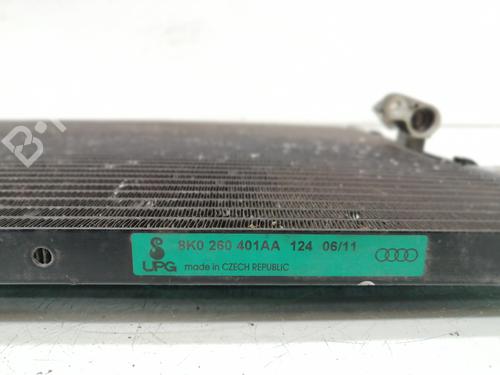 8K0 260 401AA 124 06/11
UPG made in CZECH REPUBLIC